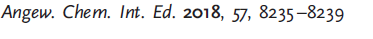 Angew. Chem. Int. Ed. 2018, 57, 8235–8239